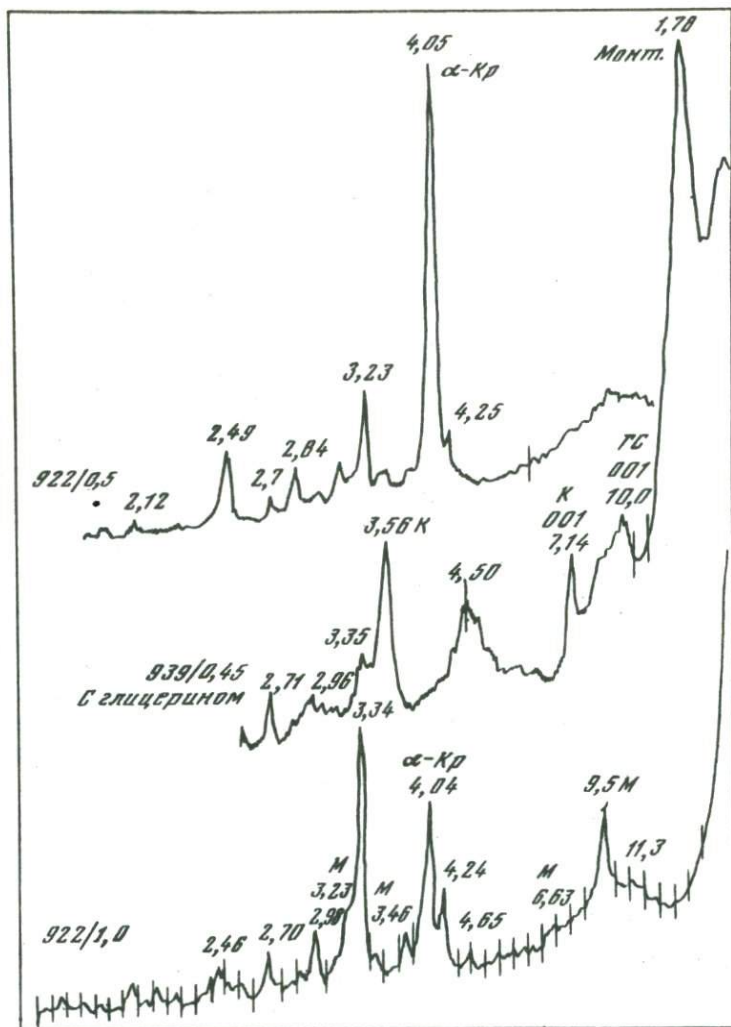 4,05
α-Кр
1,78
Монт.
3,23
2,49
4,25
2,84
2,7
922/0,5
2,12
ГС
001
10,0
К
001
7,14
3,56 К
4,50
3,35
939/0,45
С глицерином
2,71
2,96
3,34
α-Кр
4,04
9,5 М
М
3,23
М
3,46
4,24
М
6,63
11,3
4,65
922/1,0
2,46
2,70